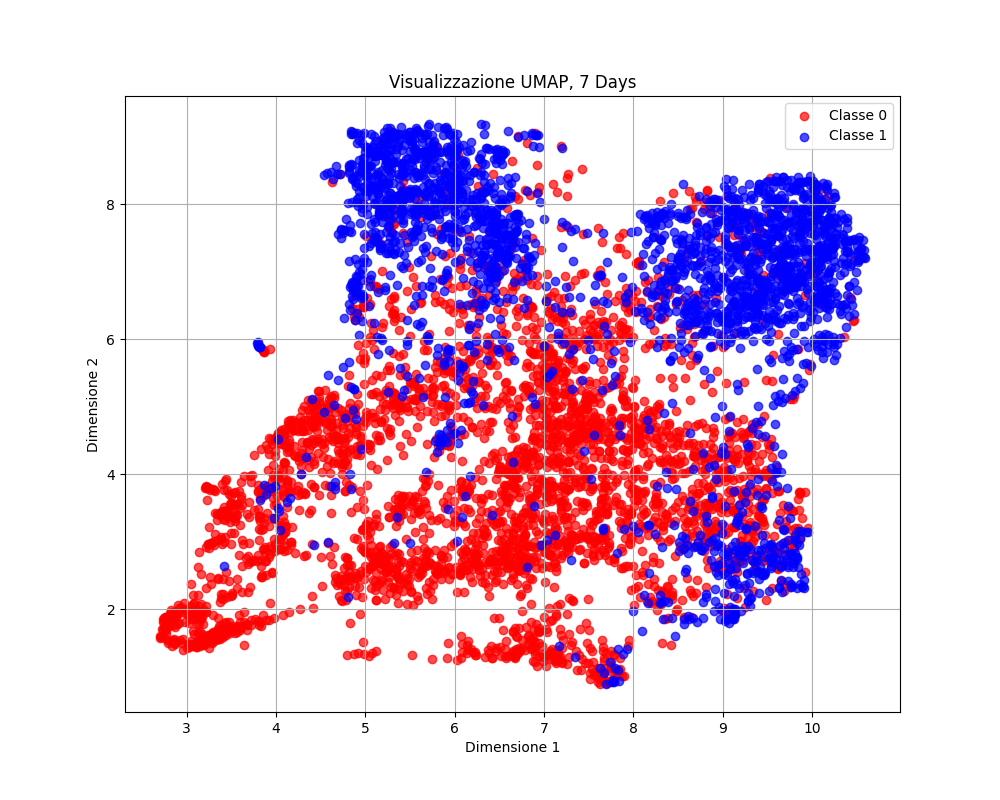 Visualizzazione UMAP, 7 Days
Classe 0
Classe 1
8
6
4
2
Dimensione 2
3 4 5 6 7 8 9 10
Dimensione 1